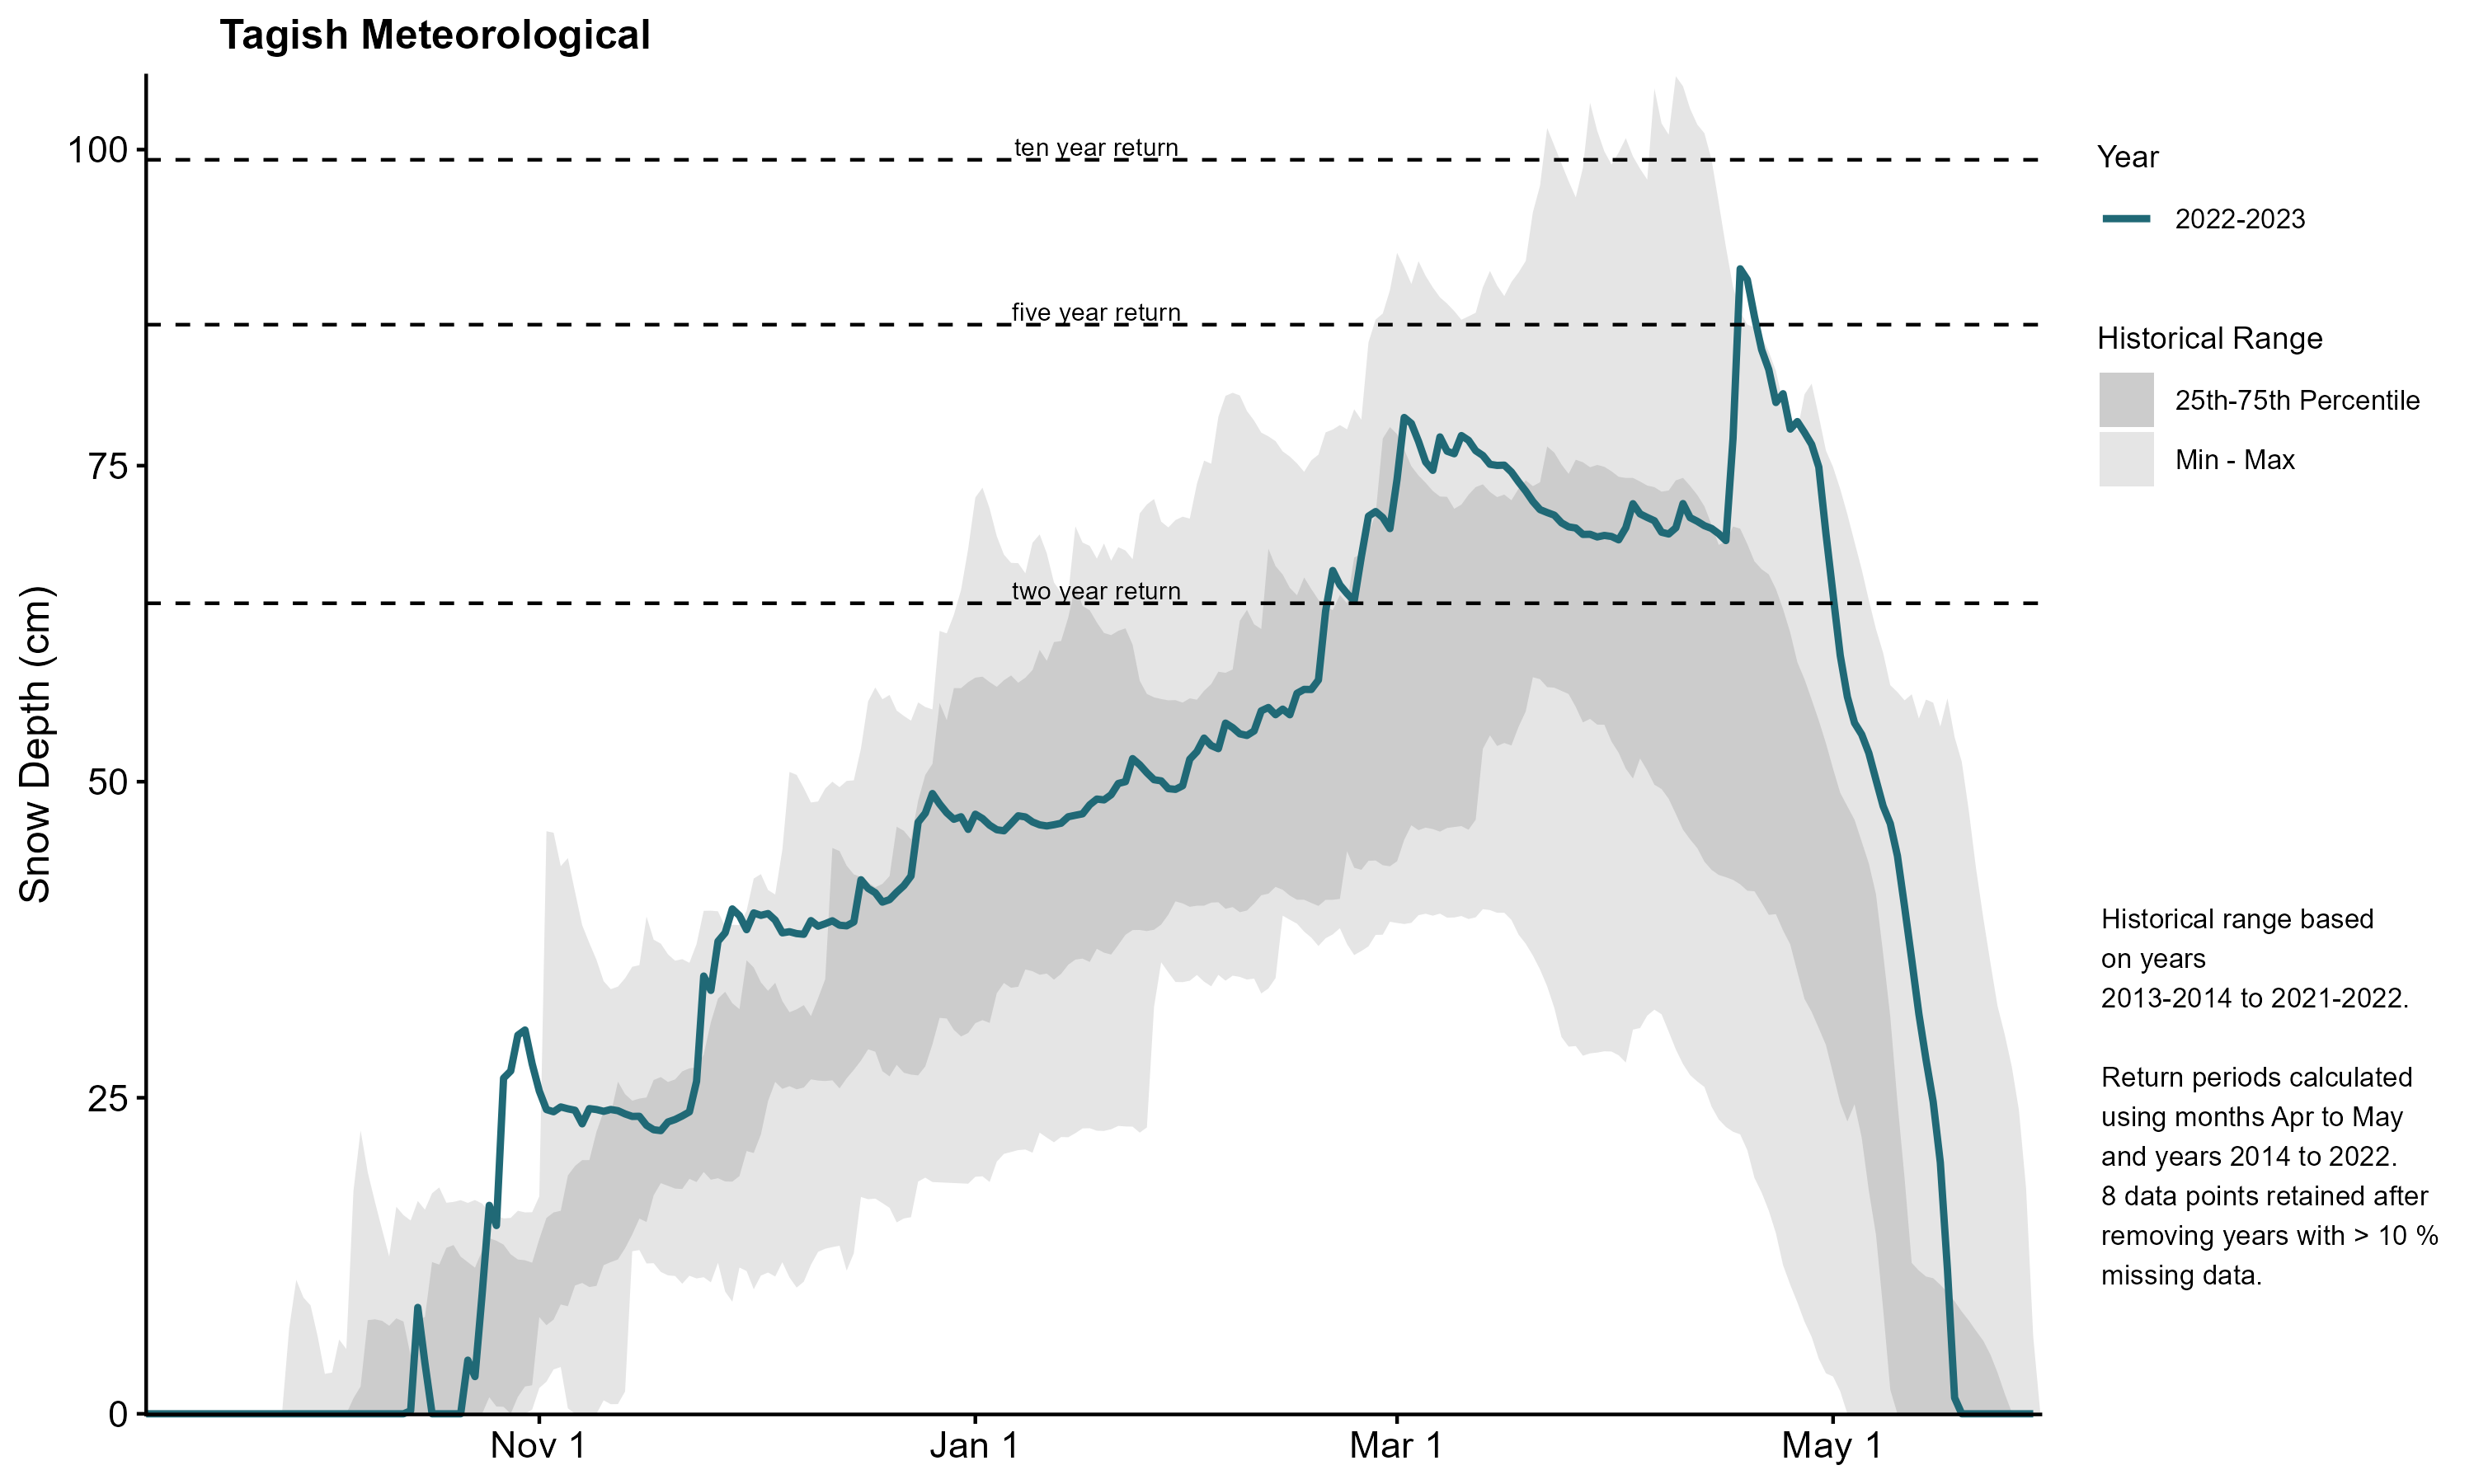 Tagish Meteorological
Snow Depth (cm)
100
75
50
25
0
ten year return
five year return
two year return
Nov 1
Jan 1
Mar 1
May 1
Year
2022-2023
Historical Range
25th-75th Percentile
Min - Max
Historical range based
on years
2013-2014 to 2021-2022.
Return periods calculated
using months Apr to May
and years 2014 to 2022.
8 data points retained after
removing years with > 10 %
missing data.